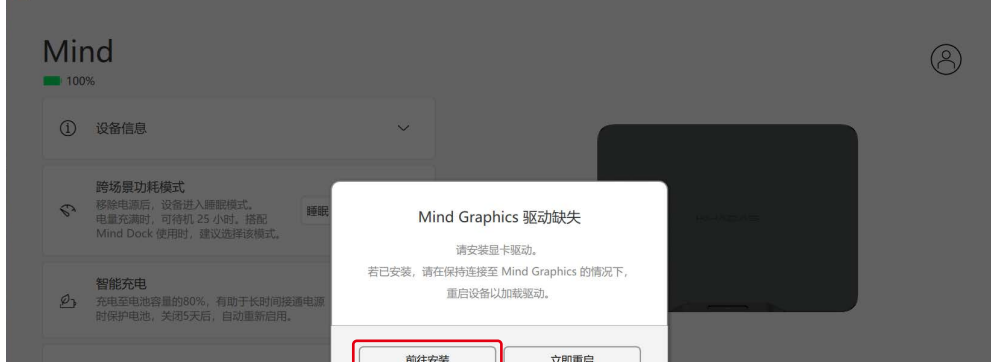 Mind
100%
设备信息
跨场景功耗模式
移除电源后，设备进入睡眠模式。
电量充满时，可待机 25 小时。搭配
Mind Dock 使用时，建议选择该模式。
睡眠
智能充电
充电至电池容量的80%，有助于长时间接通电源
时保护电池，关闭5天后，自动重新启用。
Mind Graphics 驱动缺失
请安装显卡驱动。
若已安装，请在保持连接至 Mind Graphics 的情况下，
重启设备以加载驱动。
前往安装
立即重启